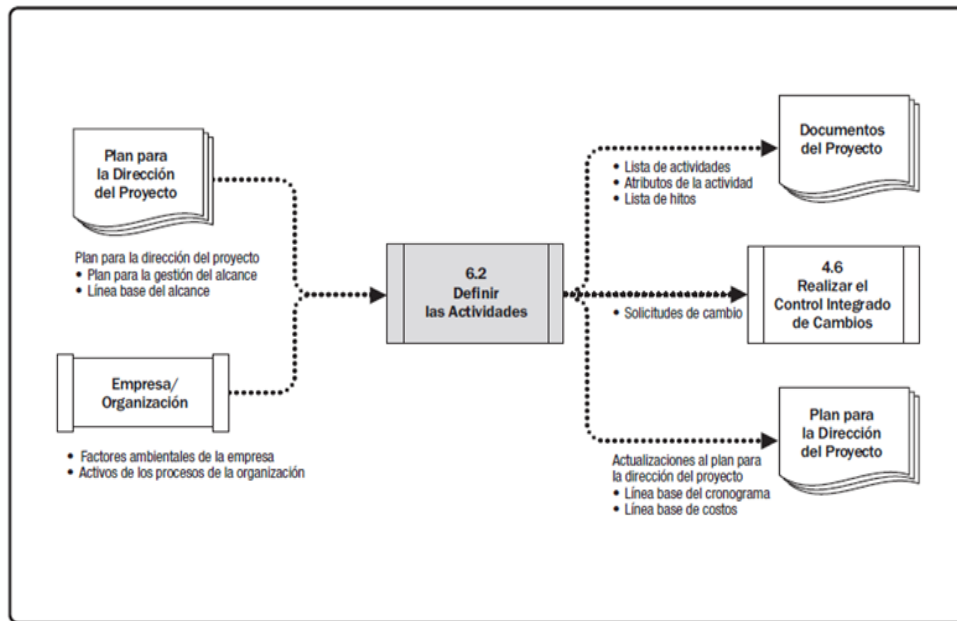 Plan para
la Dirección
del Proyecto
Plan para la dirección del proyecto
• Plan para la gestión del alcance
• Línea base del alcance
Empresa/
Organización
• Factores ambientales de la empresa
• Activos de los procesos de la organización
6.2
Definir
las Actividades
Documentos
del Proyecto
• Lista de actividades
• Atributos de la actividad
• Lista de hitos
4.6
Realizar el
Control Integrado
de Cambios
• Solicitudes de cambio
Plan para
la Dirección
del Proyecto
Actualizaciones al plan para
la dirección del proyecto
• Línea base del cronograma
• Línea base de costos